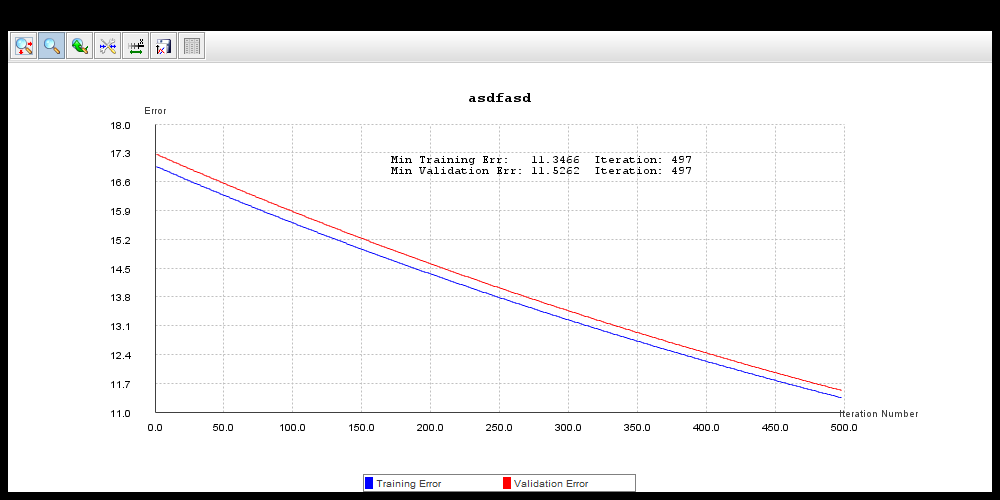 asdfasd
Error
Min Training Err: 11.3466 Iteration: 497
Min Validation Err: 11.5262 Iteration: 497
18.0
17.3
16.6
15.9
15.2
14.5
13.8
13.1
12.4
11.7
11.0
Iteration Number
0.0 50.0 100.0 150.0 200.0 250.0 300.0 350.0 400.0 450.0 500.0
Training Error Validation Error